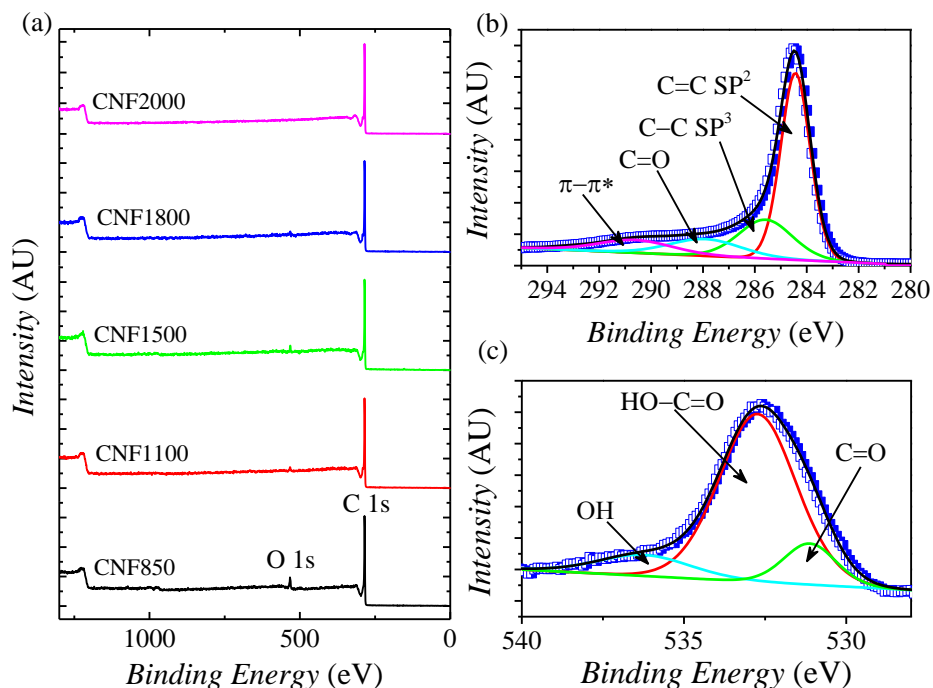 (a)
CNF2000
CNF1800
CNF1500
CNF1100
C 1s
O 1s
CNF850
1000 500 0
Binding Energy (eV)
Intensity (AU)
(b)
C=C SP²
C−C SP³
C=O
π−π*
294 292 290 288 286 284 282 280
Binding Energy (eV)
Intensity (AU)
(c)
HO−C=O
C=O
OH
540 535 530
Binding Energy (eV)
Intensity (AU)